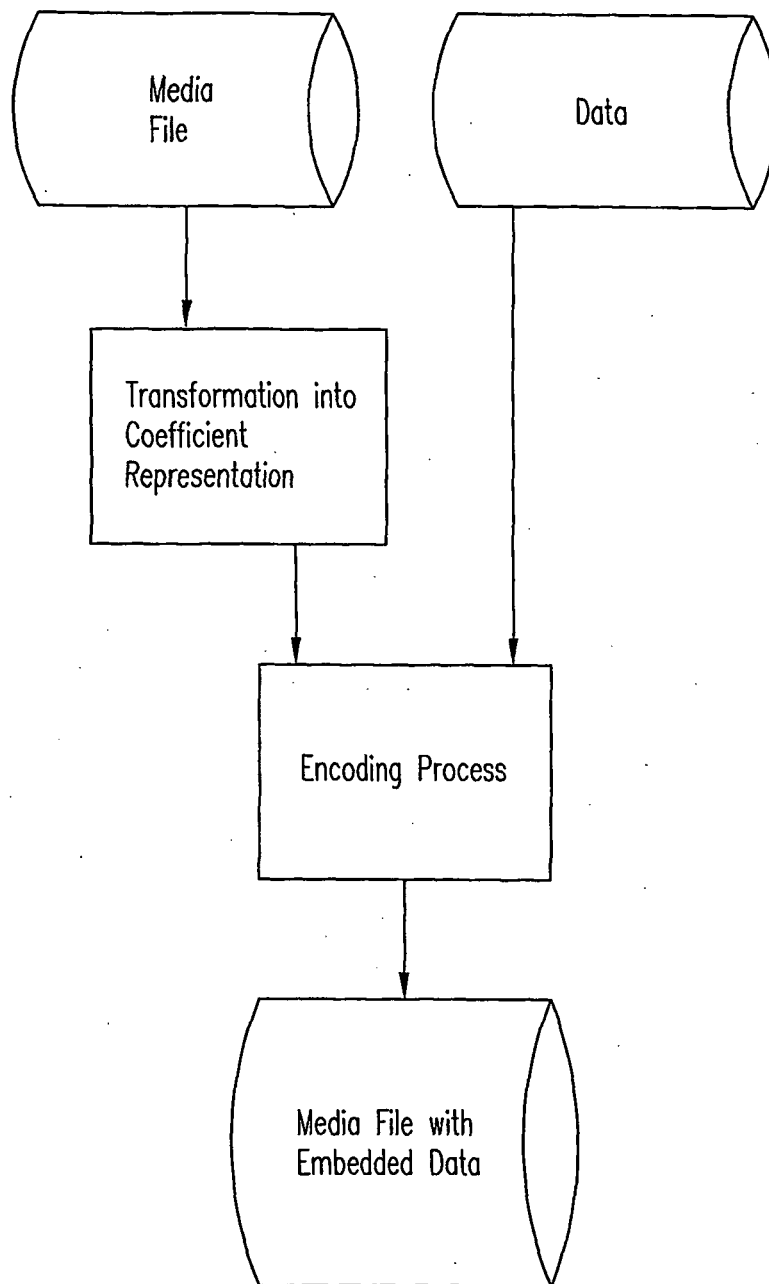 Media
File
Data
Transformation into
Coefficient
Representation
Encoding Process
Media File with
Embedded Data